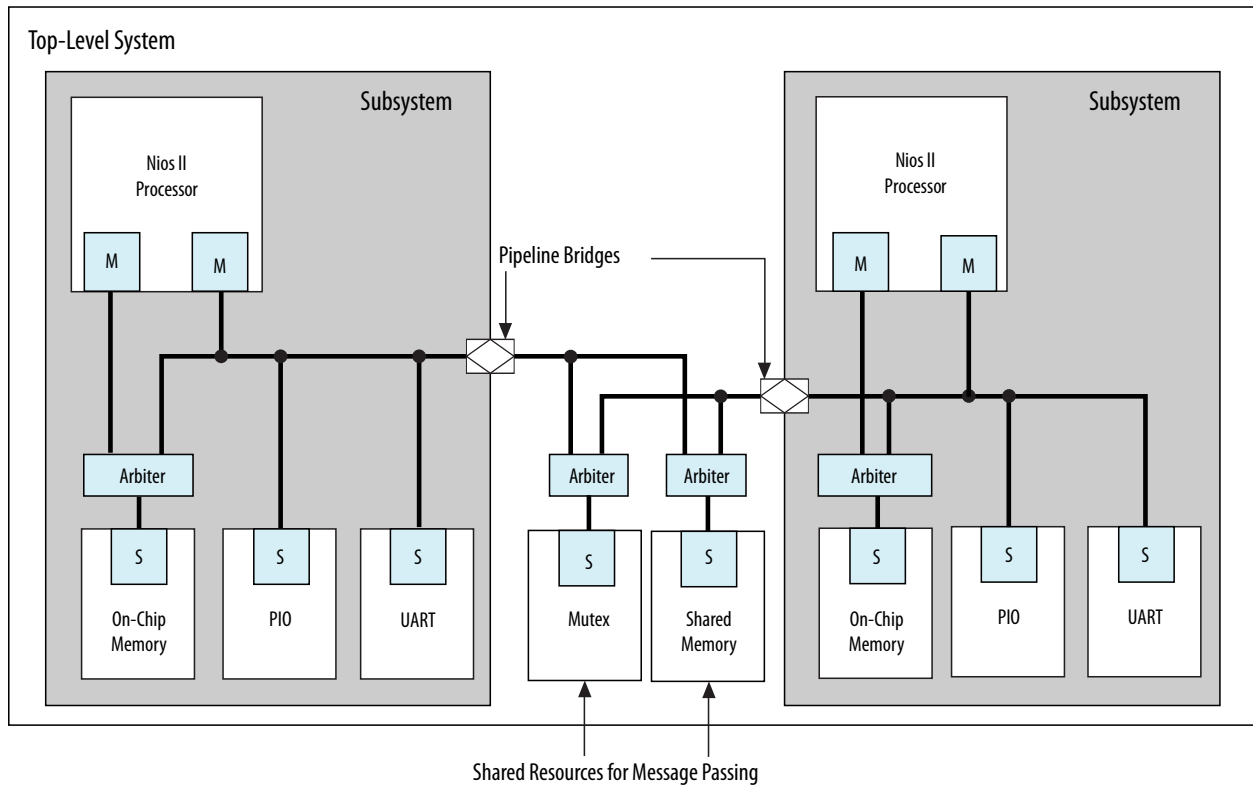 Top-Level System
Subsystem
Nios II
Processor
M
M
Arbiter
S
On-Chip
Memory
S
PIO
S
UART
Pipeline Bridges
Arbiter
Arbiter
S
Mutex
S
Shared
Memory
Subsystem
Nios II
Processor
M
M
Arbiter
S
On-Chip
Memory
S
PIO
S
UART
Shared Resources for Message Passing